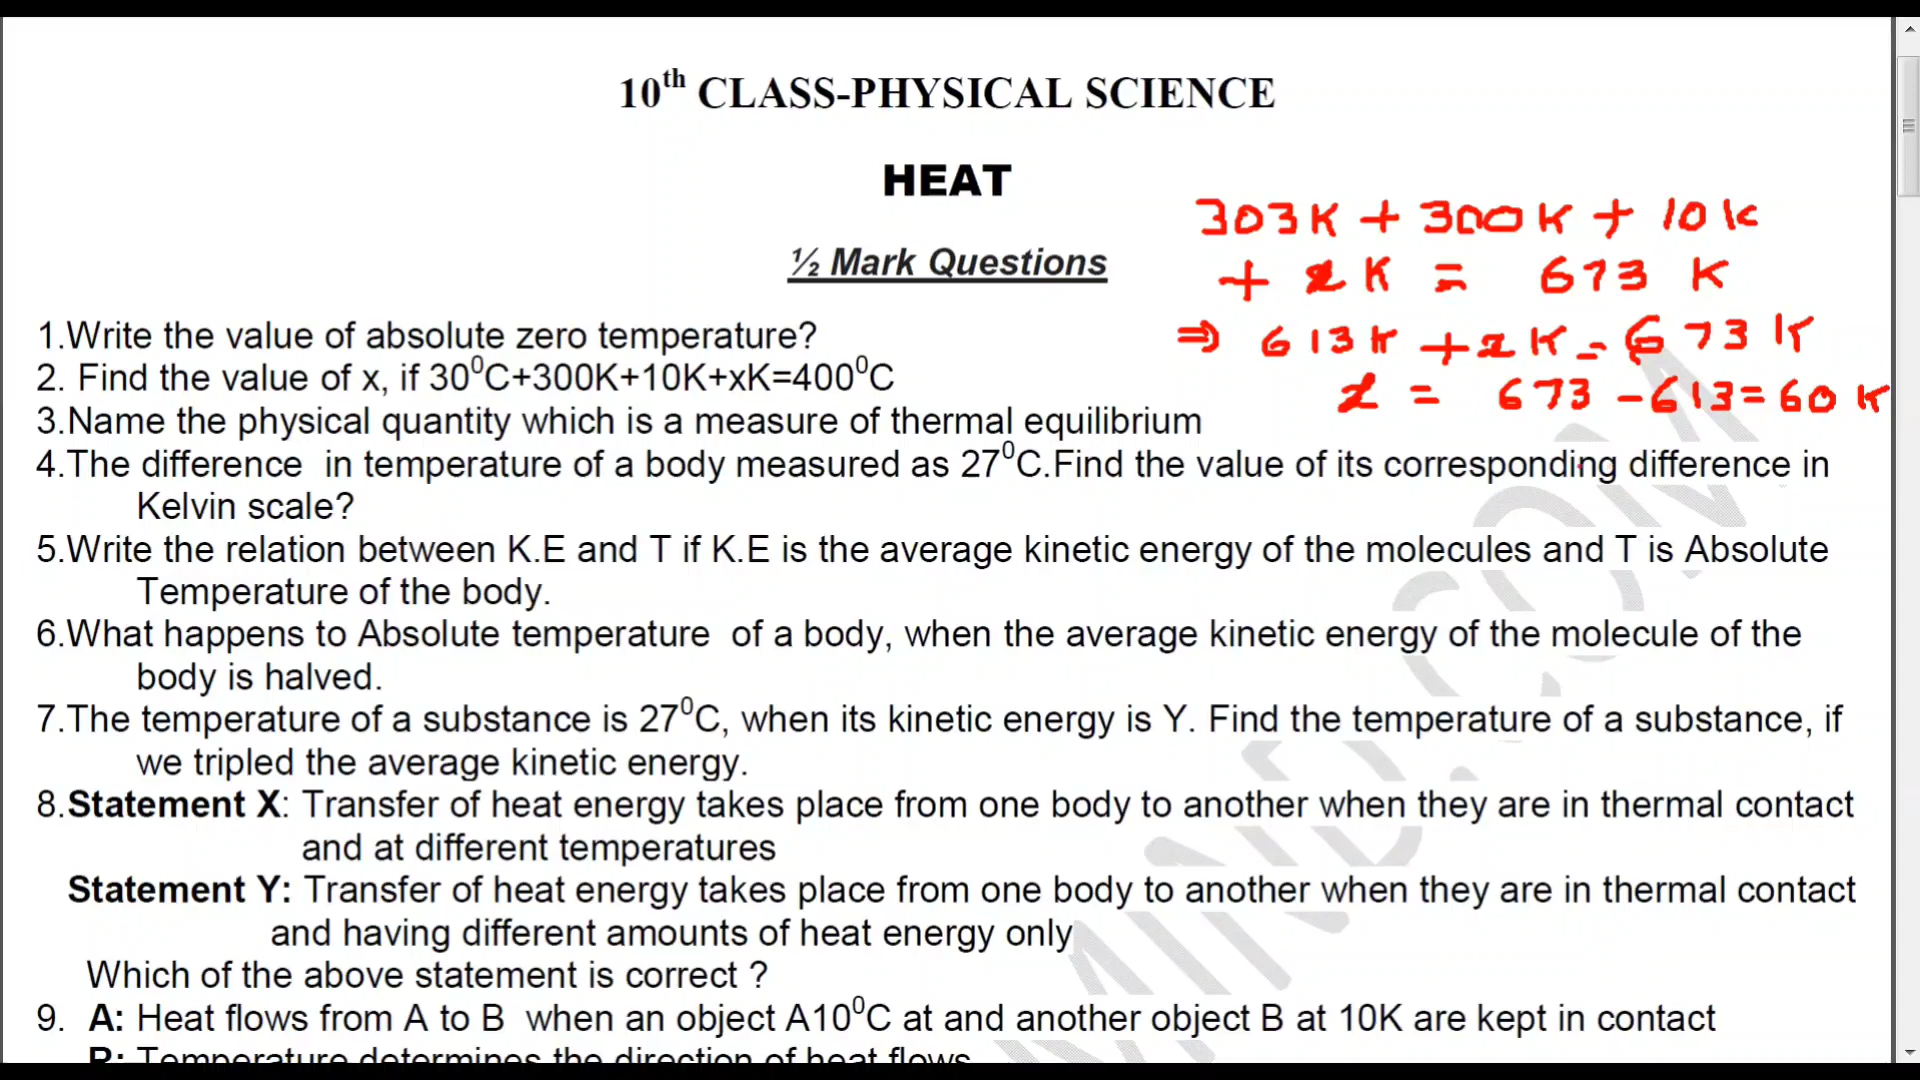 10th CLASS-PHYSICAL SCIENCE
HEAT
½ Mark Questions
303K + 300K + 10K
+ xK = 673 K
⇒ 613K + xK = 673K
x = 673 - 613 = 60 K
1.Write the value of absolute zero temperature?
2. Find the value of x, if 30⁰C+300K+10K+xK=400⁰C
3.Name the physical quantity which is a measure of thermal equilibrium
4.The difference in temperature of a body measured as 27⁰C.Find the value of its corresponding difference in
Kelvin scale?
5.Write the relation between K.E and T if K.E is the average kinetic energy of the molecules and T is Absolute
Temperature of the body.
6.What happens to Absolute temperature of a body, when the average kinetic energy of the molecule of the
body is halved.
7.The temperature of a substance is 27⁰C, when its kinetic energy is Y. Find the temperature of a substance, if
we tripled the average kinetic energy.
8.Statement X: Transfer of heat energy takes place from one body to another when they are in thermal contact
and at different temperatures
Statement Y: Transfer of heat energy takes place from one body to another when they are in thermal contact
and having different amounts of heat energy only
Which of the above statement is correct ?
9. A: Heat flows from A to B when an object A10⁰C at and another object B at 10K are kept in contact
R: Temperature determines the direction of heat flows